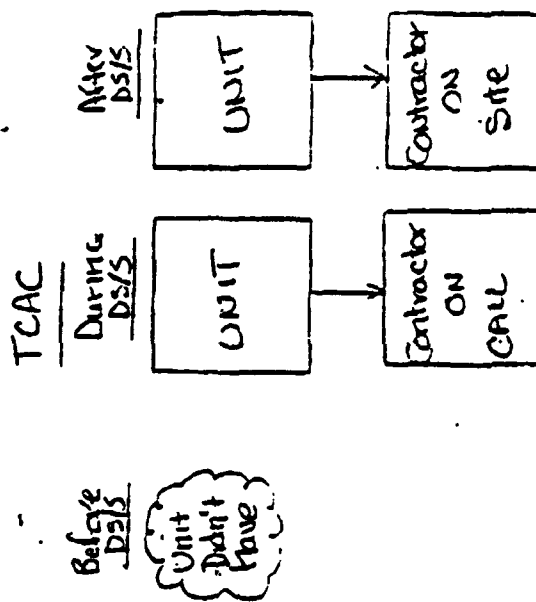 TCAC
Before
DS/S
Unit
Didn't
Have
During
DS/S
UNIT
Contractor
ON
CALL
After
DS/S
UNIT
Contractor
ON
Site